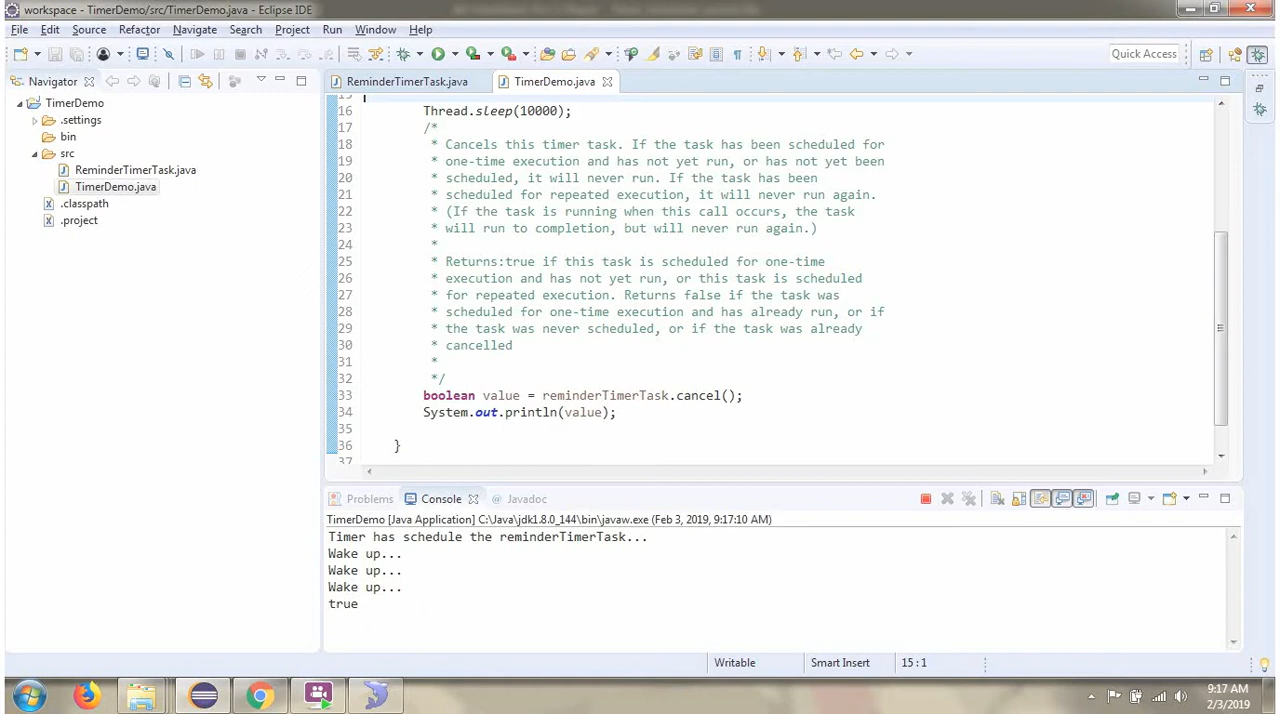 workspace - TimerDemo/src/TimerDemo.java - Eclipse IDE
File Edit Source Refactor Navigate Search Project Run Window Help
Quick Access
Navigator
ReminderTimerTask.java
TimerDemo.java
TimerDemo
.settings
bin
src
ReminderTimerTask.java
TimerDemo.java
.classpath
.project
15
16 Thread.sleep(10000);
17 /*
18 * Cancels this timer task. If the task has been scheduled for
19 * one-time execution and has not yet run, or has not yet been
20 * scheduled, it will never run. If the task has been
21 * scheduled for repeated execution, it will never run again.
22 * (If the task is running when this call occurs, the task
23 * will run to completion, but will never run again.)
24 *
25 * Returns:true if this task is scheduled for one-time
26 * execution and has not yet run, or this task is scheduled
27 * for repeated execution. Returns false if the task was
28 * scheduled for one-time execution and has already run, or if
29 * the task was never scheduled, or if the task was already
30 * cancelled
31 *
32 */
33 boolean value = reminderTimerTask.cancel();
34 System.out.println(value);
35
36 }
37
Problems Console @ Javadoc
TimerDemo [Java Application] C:\Java\jdk1.8.0_144\bin\javaw.exe (Feb 3, 2019, 9:17:10 AM)
Timer has schedule the reminderTimerTask...
Wake up...
Wake up...
Wake up...
true
Writable Smart Insert 15 : 1
9:17 AM
2/3/2019